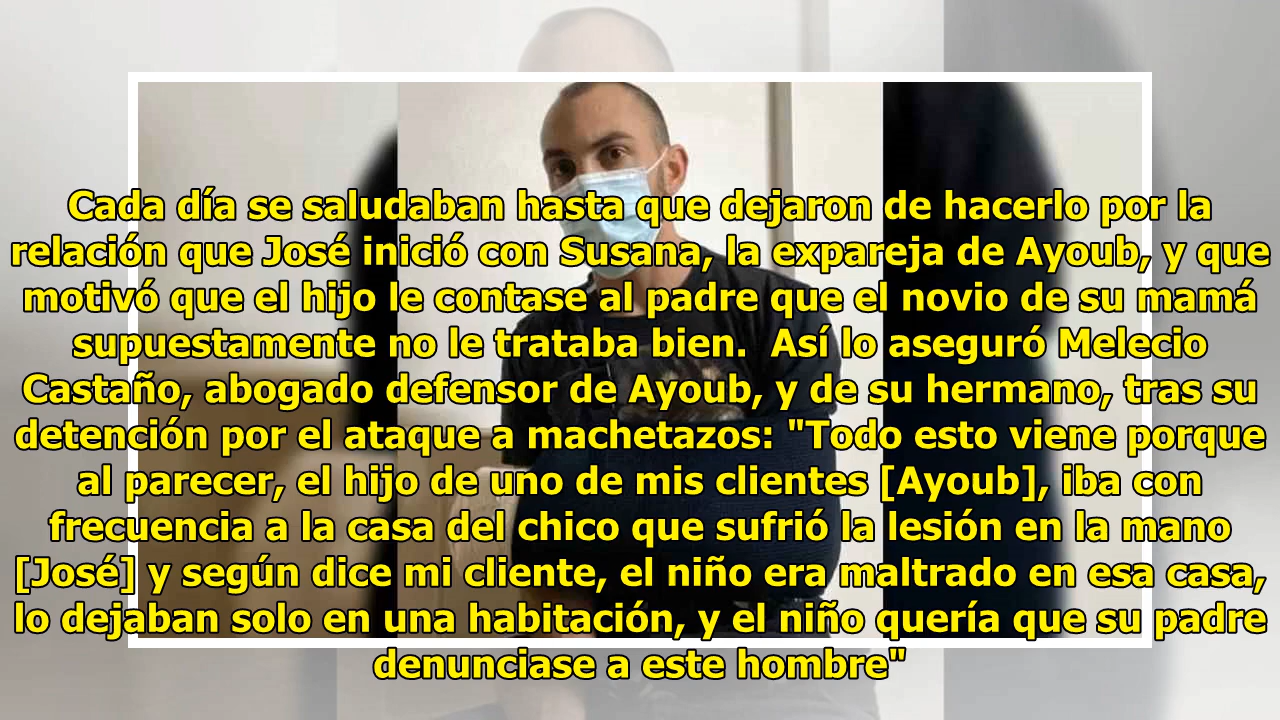 Cada día se saludaban hasta que dejaron de hacerlo por la
relación que José inició con Susana, la expareja de Ayoub, y que
motivó que el hijo le contase al padre que el novio de su mamá
supuestamente no le trataba bien.  Así lo aseguró Melecio
Castaño, abogado defensor de Ayoub, y de su hermano, tras su
detención por el ataque a machetazos: "Todo esto viene porque
al parecer, el hijo de uno de mis clientes [Ayoub], iba con
frecuencia a la casa del chico que sufrió la lesión en la mano
[José] y según dice mi cliente, el niño era maltrado en esa casa,
lo dejaban solo en una habitación, y el niño quería que su padre
denunciase a este hombre"